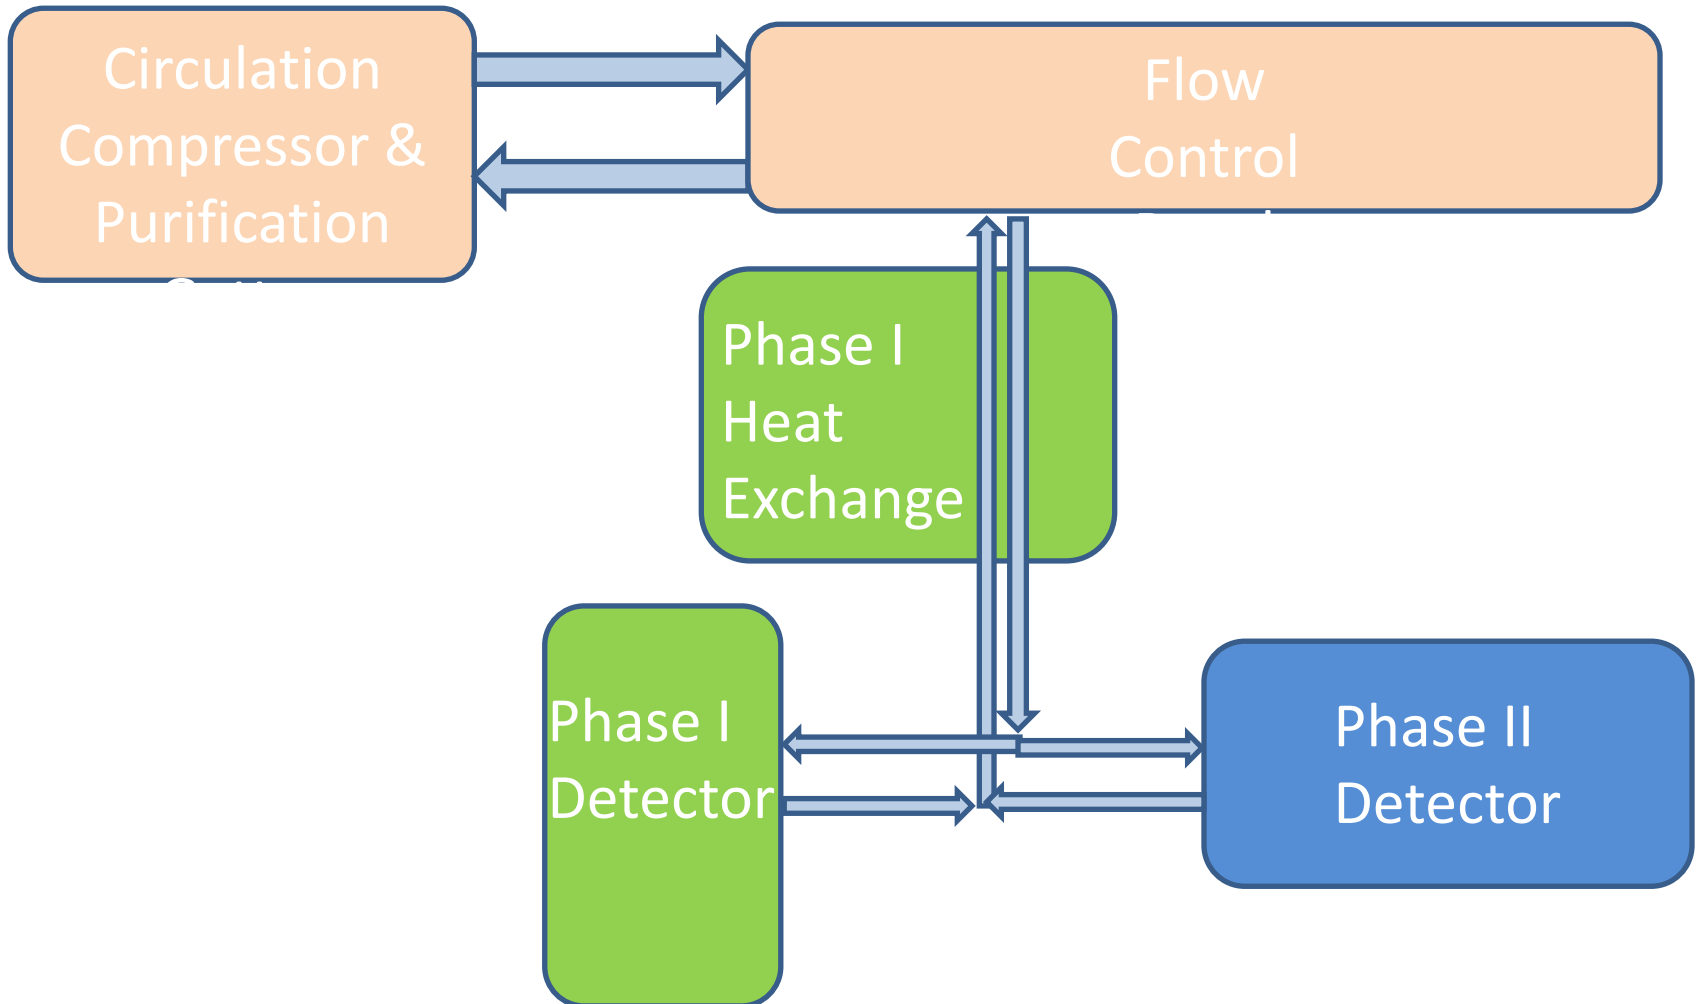 Circulation
Compressor &
Purification
Flow
Control
Phase I
Heat
Exchange
Phase I
Detector
Phase II
Detector